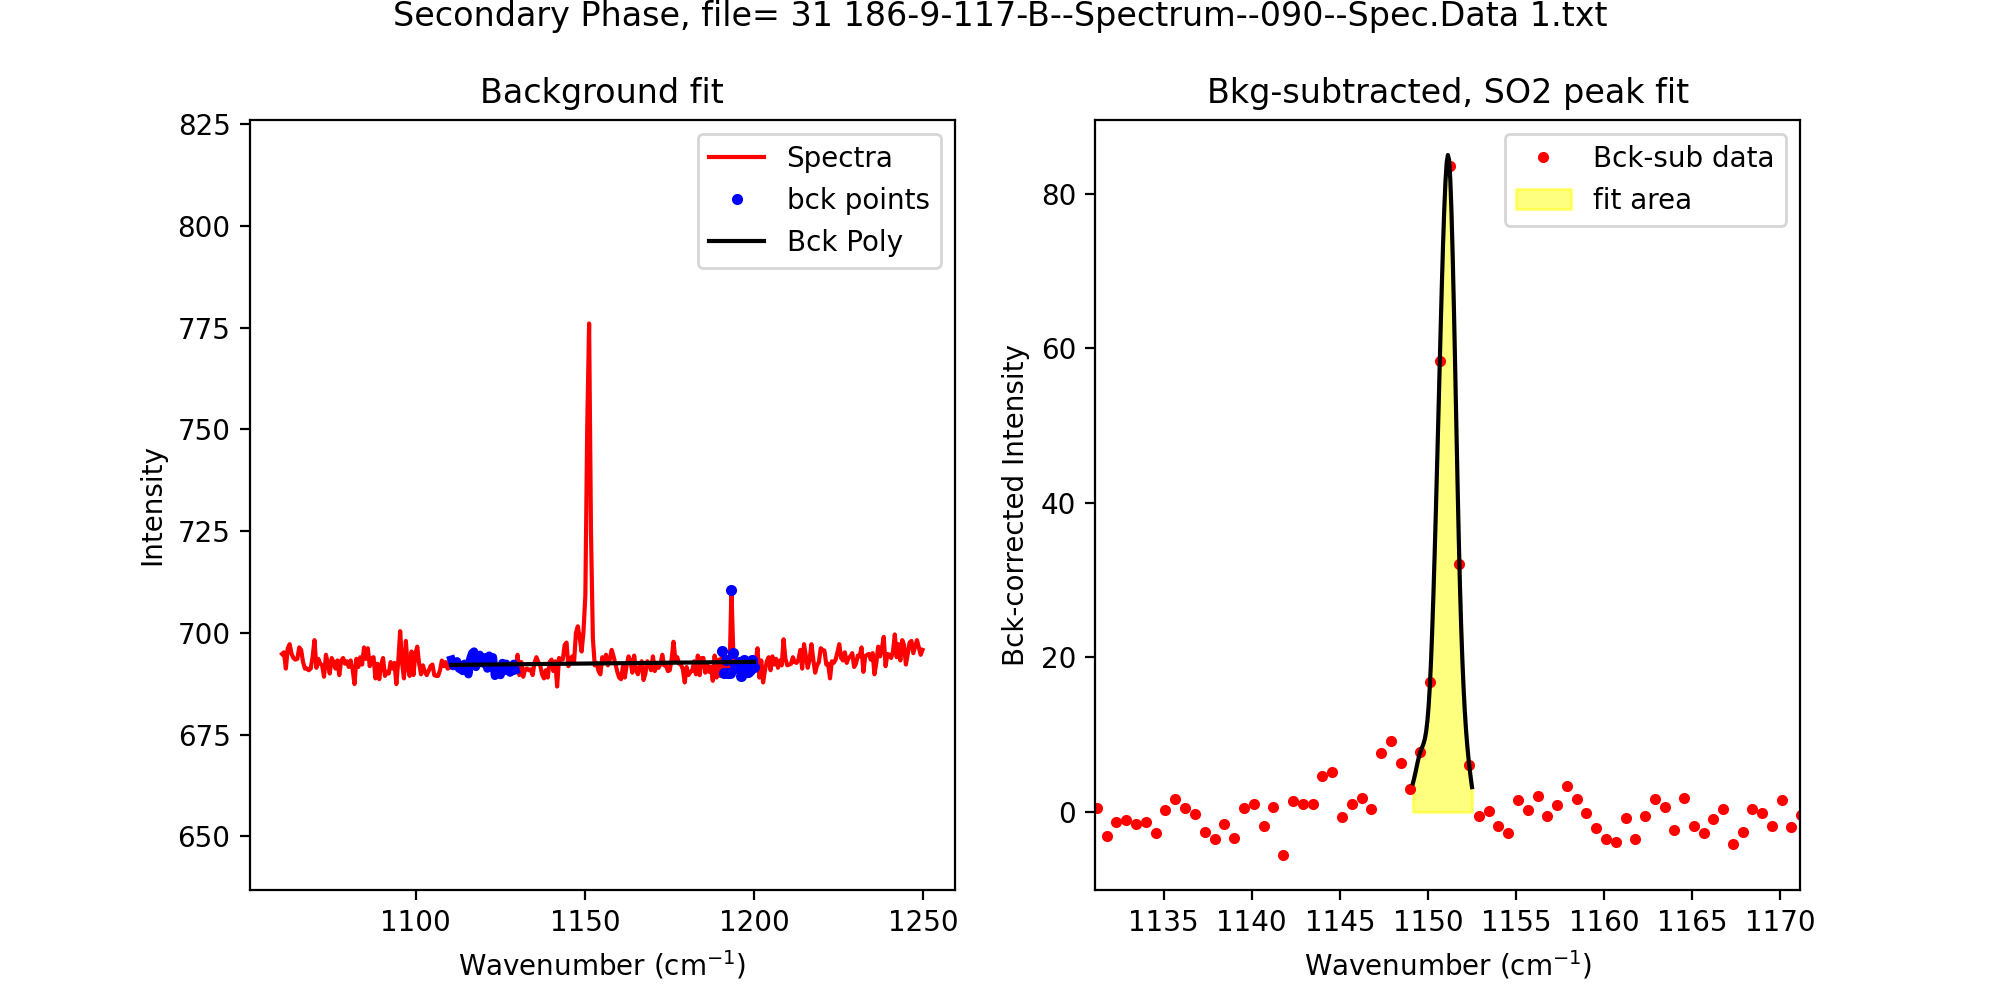 Secondary Phase, file= 31 186-9-117-B--Spectrum--090--Spec.Data 1.txt
Background fit
825
800
775
750
725
700
675
650
Intensity
Spectra
bck points
Bck Poly
1100 1150 1200 1250
Wavenumber (cm⁻¹)
Bkg-subtracted, SO2 peak fit
80
60
40
20
0
Bck-corrected Intensity
Bck-sub data
fit area
1135 1140 1145 1150 1155 1160 1165 1170
Wavenumber (cm⁻¹)